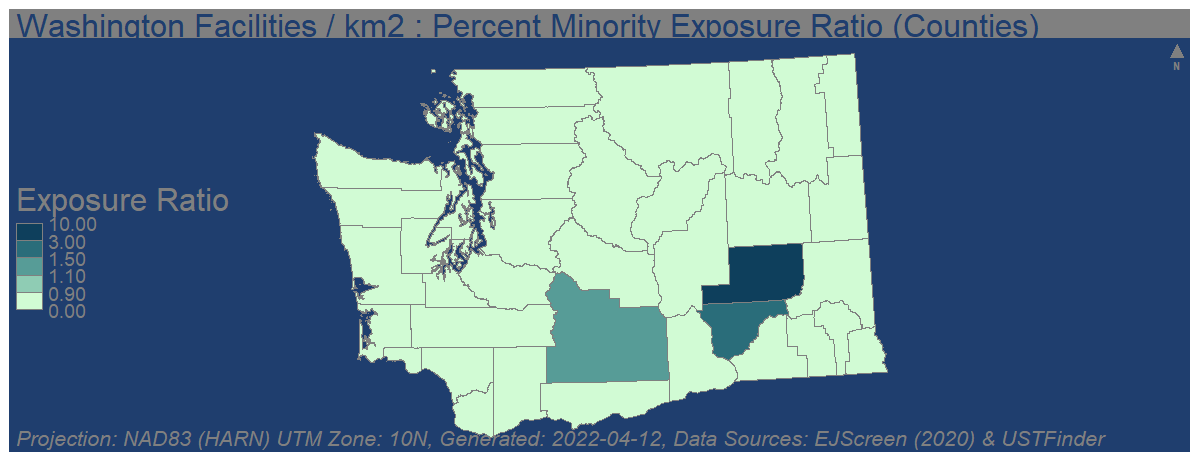 Washington Facilities / km2 : Percent Minority Exposure Ratio (Counties)
N
Exposure Ratio
10.00
3.00
1.50
1.10
0.90
0.00
Projection: NAD83 (HARN) UTM Zone: 10N, Generated: 2022-04-12, Data Sources: EJScreen (2020) & USTFinder